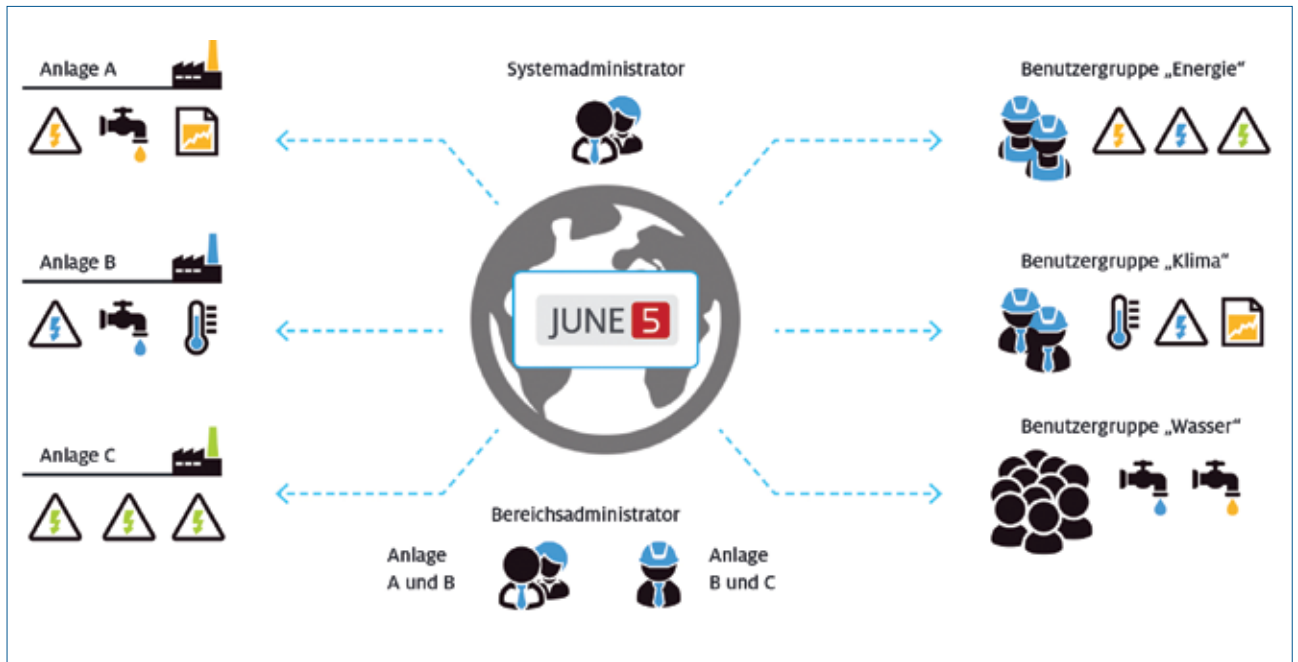 Anlage A
Systemadministrator
Benutzergruppe „Energie“
Anlage B
JUNE 5
Benutzergruppe „Klima“
Anlage C
Benutzergruppe „Wasser“
Bereichsadministrator
Anlage
A und B
Anlage
B und C